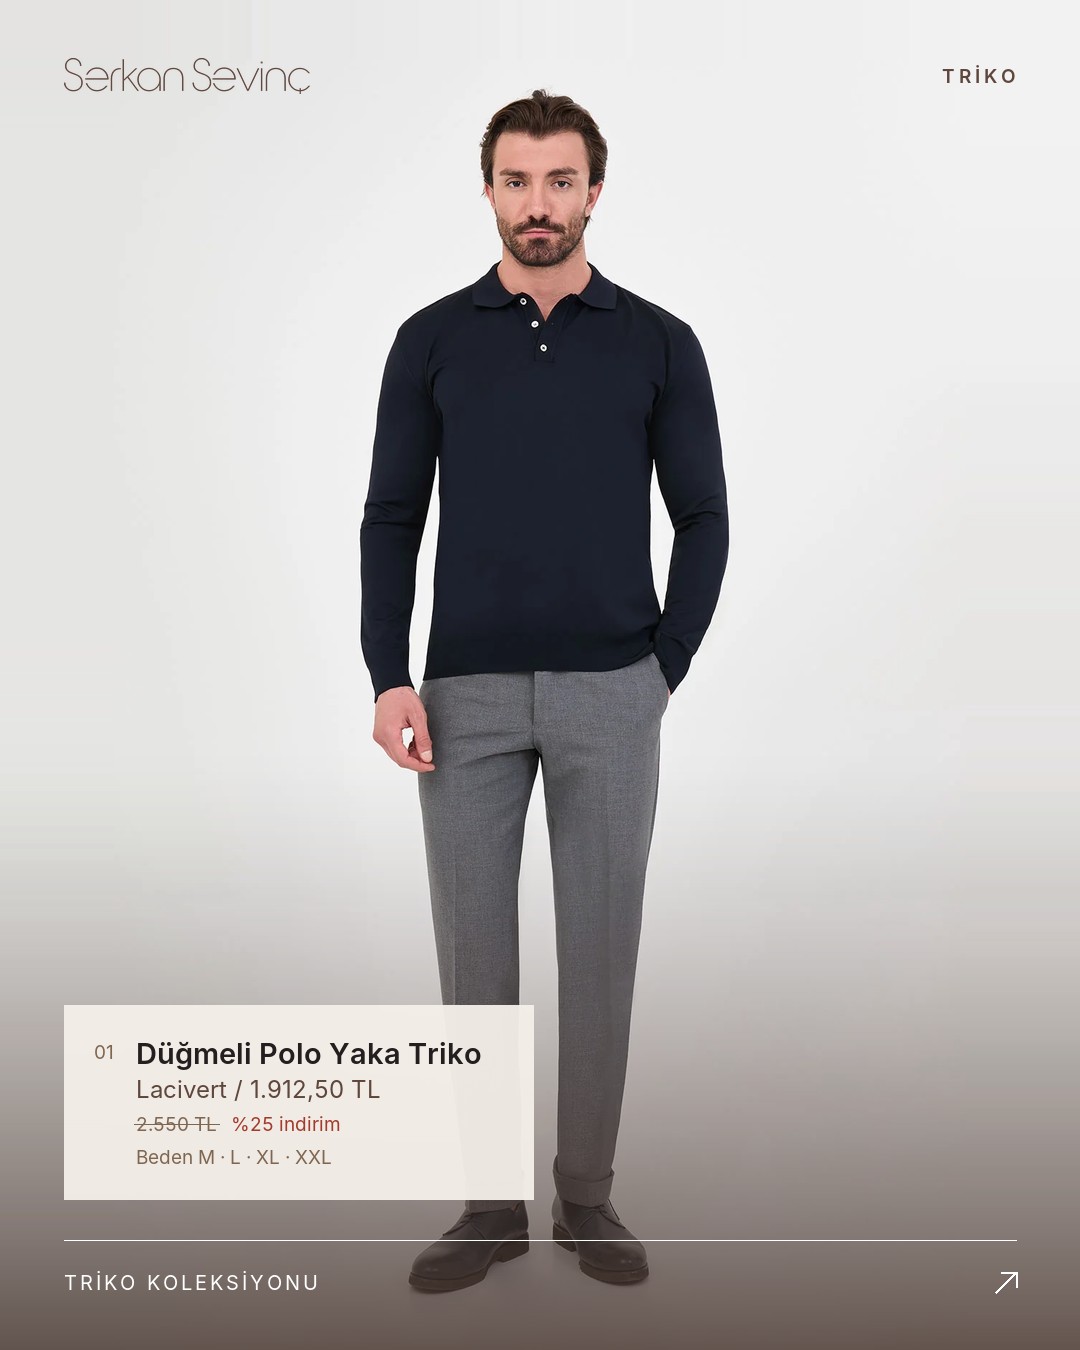 Serkan Sevinç
TRİKO
01
Düğmeli Polo Yaka Triko
Lacivert / 1.912,50 TL
2.550 TL %25 indirim
Beden M · L · XL · XXL
TRİKO KOLEKSİYONU